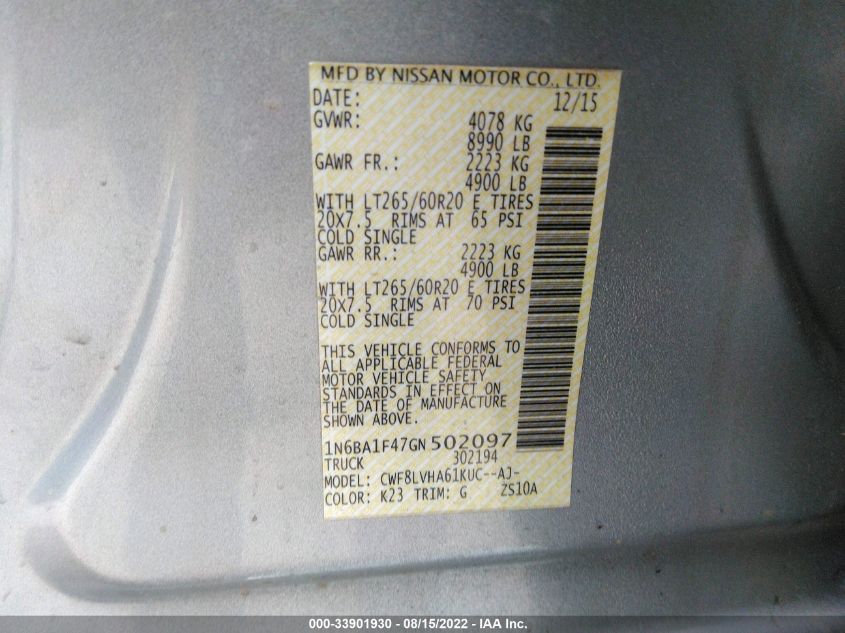 MFD BY NISSAN MOTOR CO., LTD.
DATE: 12/15
GVWR: 4078 KG
8990 LB
GAWR FR.: 2223 KG
4900 LB
WITH LT265/60R20 E TIRES
20X7.5 RIMS AT 65 PSI
COLD SINGLE
GAWR RR.: 2223 KG
4900 LB
WITH LT265/60R20 E TIRES
20X7.5 RIMS AT 70 PSI
COLD SINGLE
THIS VEHICLE CONFORMS TO
ALL APPLICABLE FEDERAL
MOTOR VEHICLE SAFETY
STANDARDS IN EFFECT ON
THE DATE OF MANUFACTURE
SHOWN ABOVE.
1N6BA1F47GN502097
TRUCK 302194
MODEL: CWF8LVHA61KUC--AJ-
COLOR: K23 TRIM: G ZS10A
000-33901930 - 08/15/2022 - IAA Inc.